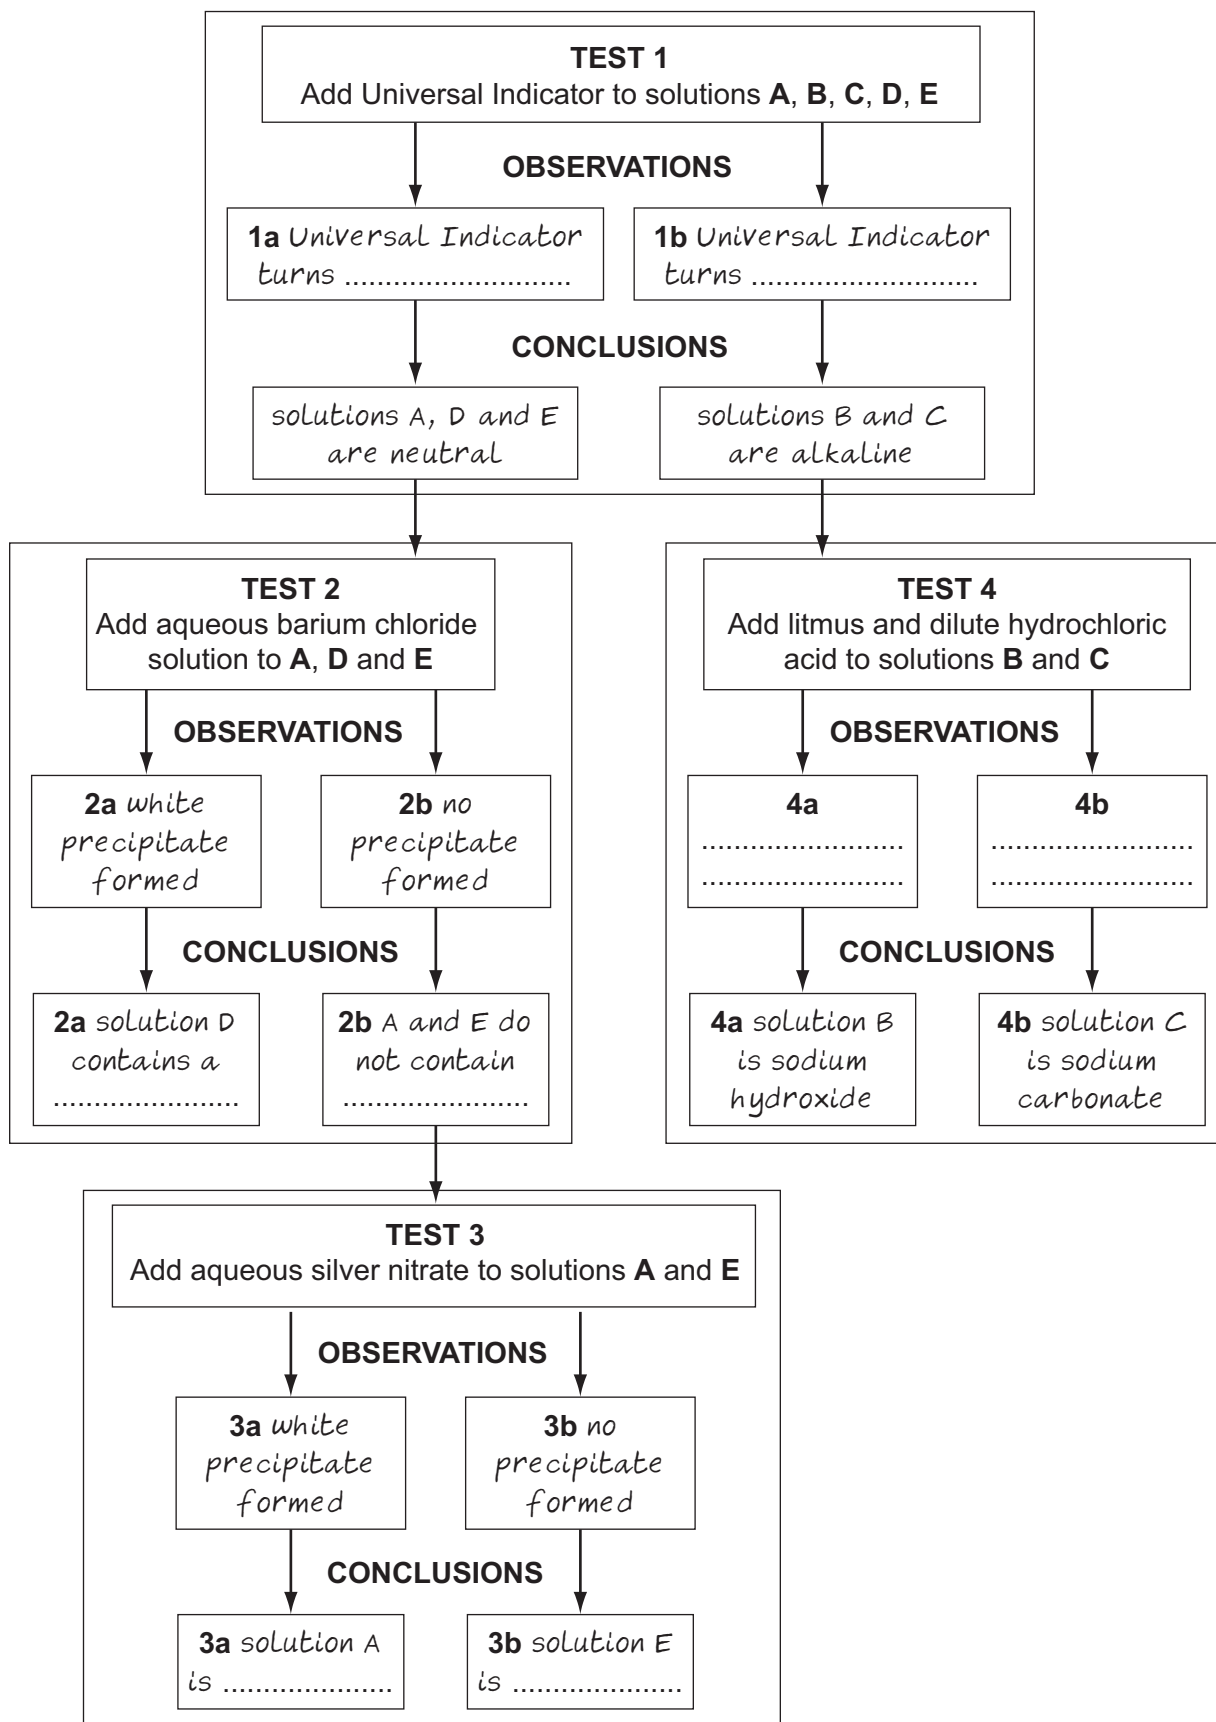 TEST 1
Add Universal Indicator to solutions A, B, C, D, E
OBSERVATIONS
1a Universal Indicator
turns ............................
1b Universal Indicator
turns ............................
CONCLUSIONS
solutions A, D and E
are neutral
solutions B and C
are alkaline
TEST 2
Add aqueous barium chloride
solution to A, D and E
OBSERVATIONS
2a white
precipitate
formed
2b no
precipitate
formed
CONCLUSIONS
2a solution D
contains a
.......................
2b A and E do
not contain
.......................
TEST 4
Add litmus and dilute hydrochloric
acid to solutions B and C
OBSERVATIONS
4a
.........................
.........................
4b
.........................
.........................
CONCLUSIONS
4a solution B
is sodium
hydroxide
4b solution C
is sodium
carbonate
TEST 3
Add aqueous silver nitrate to solutions A and E
OBSERVATIONS
3a white
precipitate
formed
3b no
precipitate
formed
CONCLUSIONS
3a solution A
is .....................
3b solution E
is .....................